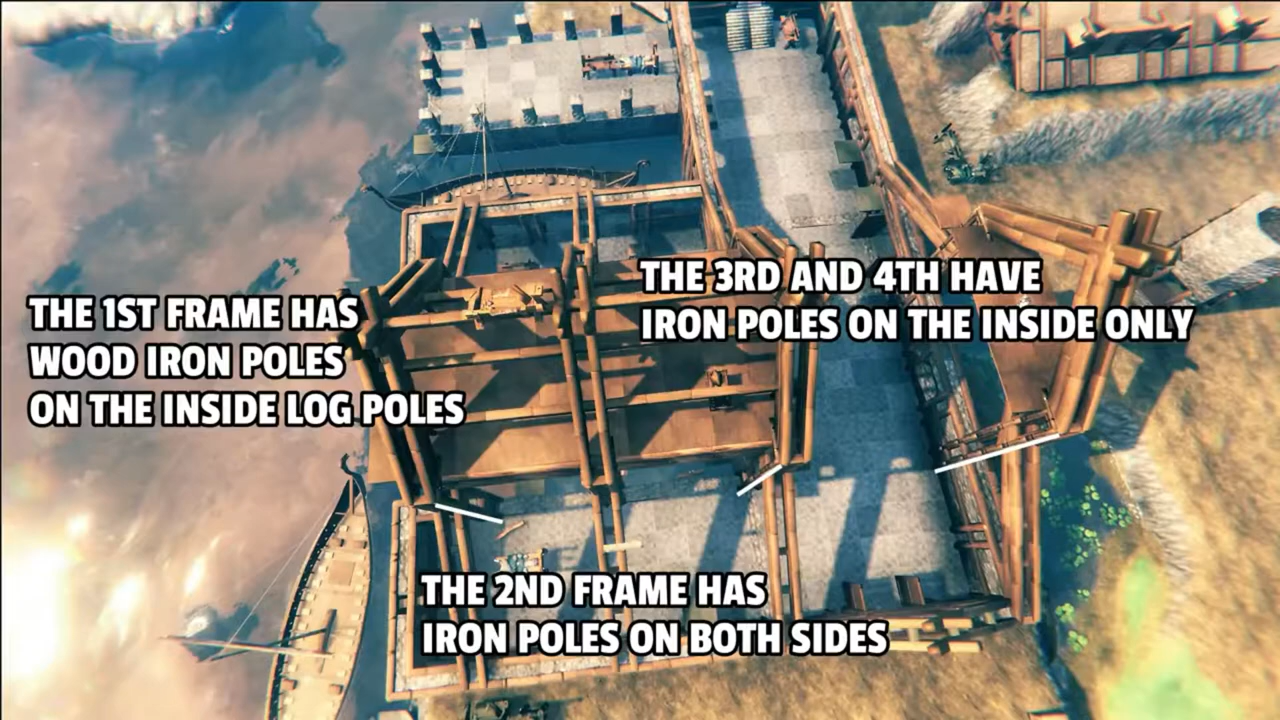 THE 1ST FRAME HAS
WOOD IRON POLES
ON THE INSIDE LOG POLES
THE 3RD AND 4TH HAVE
IRON POLES ON THE INSIDE ONLY
THE 2ND FRAME HAS
IRON POLES ON BOTH SIDES